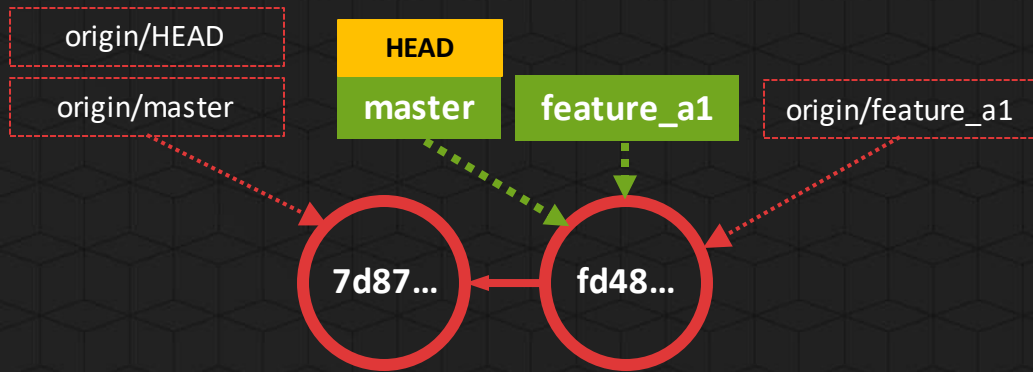 origin/HEAD
HEAD
origin/master
master
feature_a1
origin/feature_a1
7d87...
fd48...